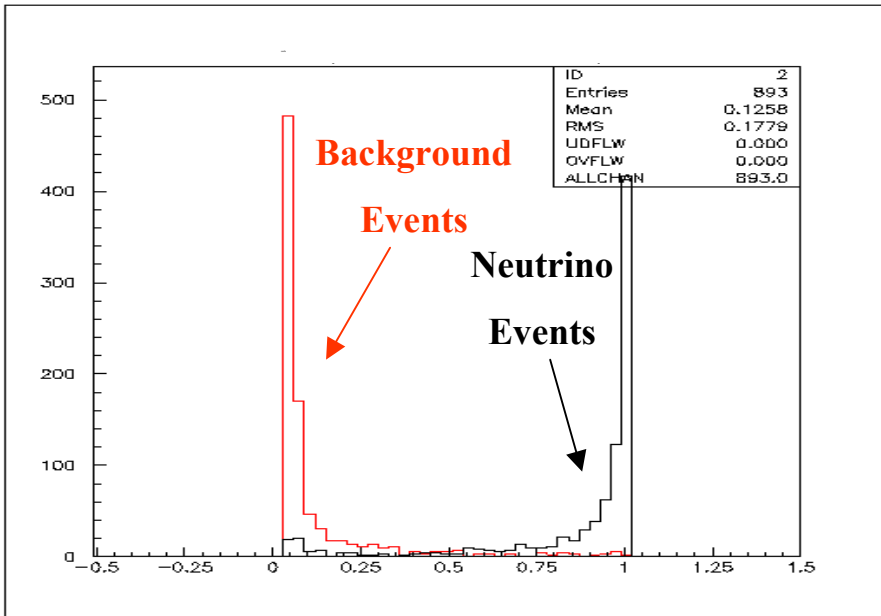 ID 2
Entries 893
Mean 0.1258
RMS 0.1779
UDFLW 0.000
OVFLW 0.000
ALLCHAN 893.0
Background
Events
Neutrino
Events
500
400
300
200
100
0
-0.5 -0.25 0 0.25 0.5 0.75 1 1.25 1.5